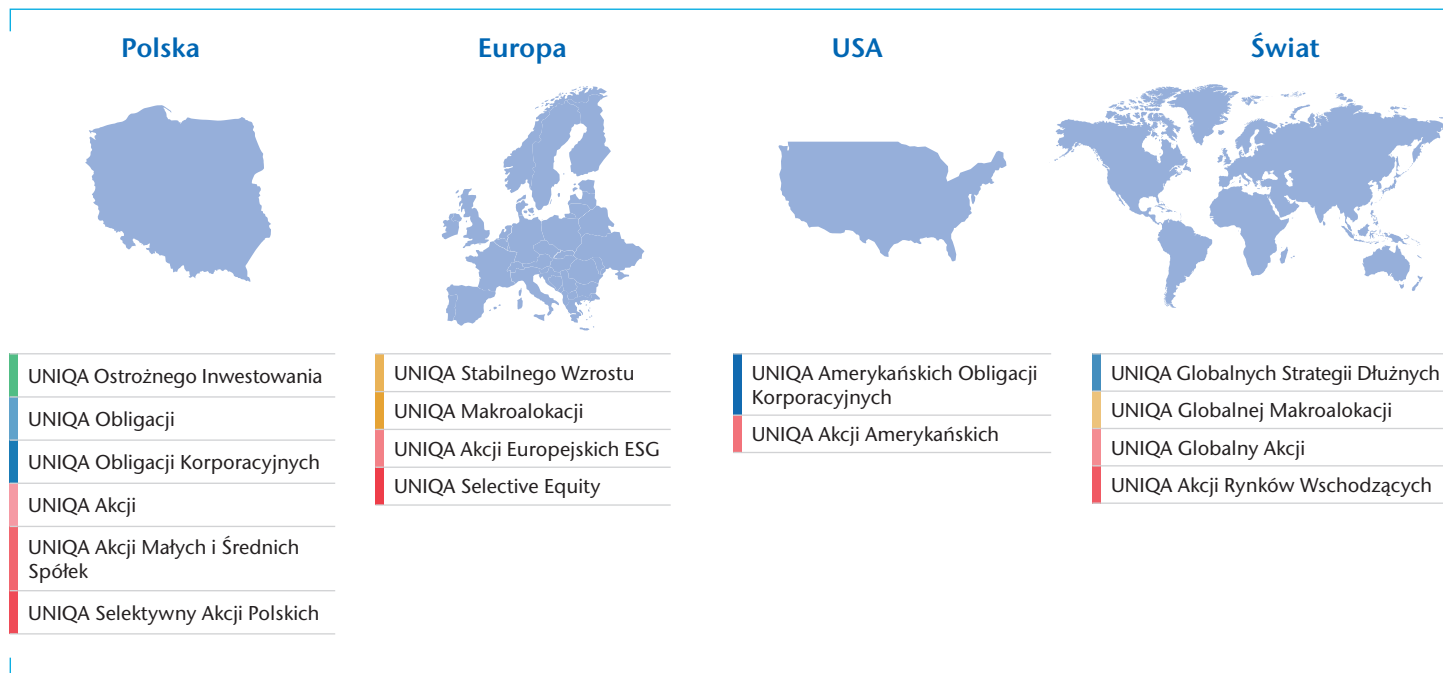 Polska
UNIQA Ostrożnego Inwestowania
UNIQA Obligacji
UNIQA Obligacji Korporacyjnych
UNIQA Akcji
UNIQA Akcji Małych i Średnich
Spółek
UNIQA Selektywny Akcji Polskich
Europa
UNIQA Stabilnego Wzrostu
UNIQA Makroalokacji
UNIQA Akcji Europejskich ESG
UNIQA Selective Equity
USA
UNIQA Amerykańskich Obligacji
Korporacyjnych
UNIQA Akcji Amerykańskich
Świat
UNIQA Globalnych Strategii Dłużnych
UNIQA Globalnej Makroalokacji
UNIQA Globalny Akcji
UNIQA Akcji Rynków Wschodzących